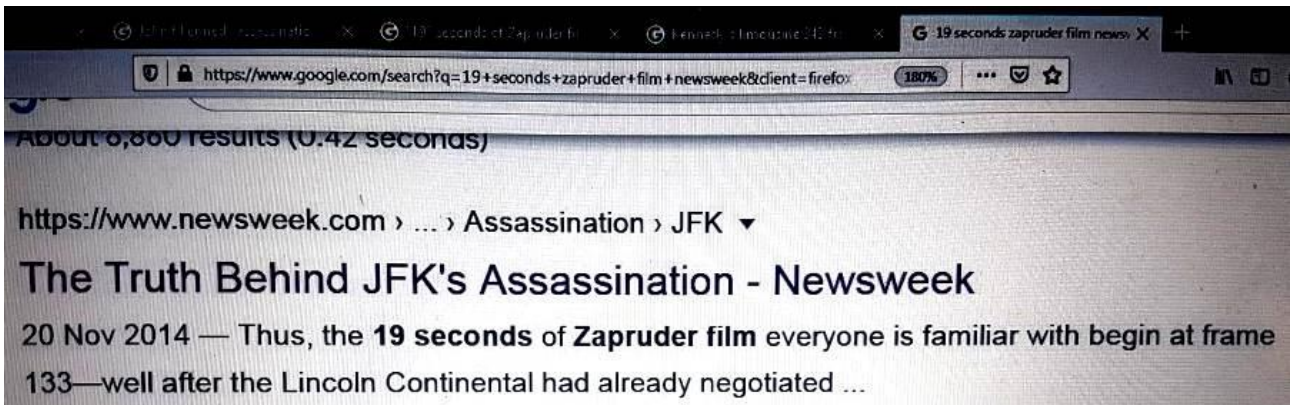 19 seconds zapruder film news
https://www.google.com/search?q=19+seconds+zapruder+film+newsweek&client=firefox
180%
About 8,860 results (0.42 seconds)
https://www.newsweek.com › ... › Assassination › JFK
The Truth Behind JFK's Assassination - Newsweek
20 Nov 2014 — Thus, the 19 seconds of Zapruder film everyone is familiar with begin at frame
133—well after the Lincoln Continental had already negotiated ...